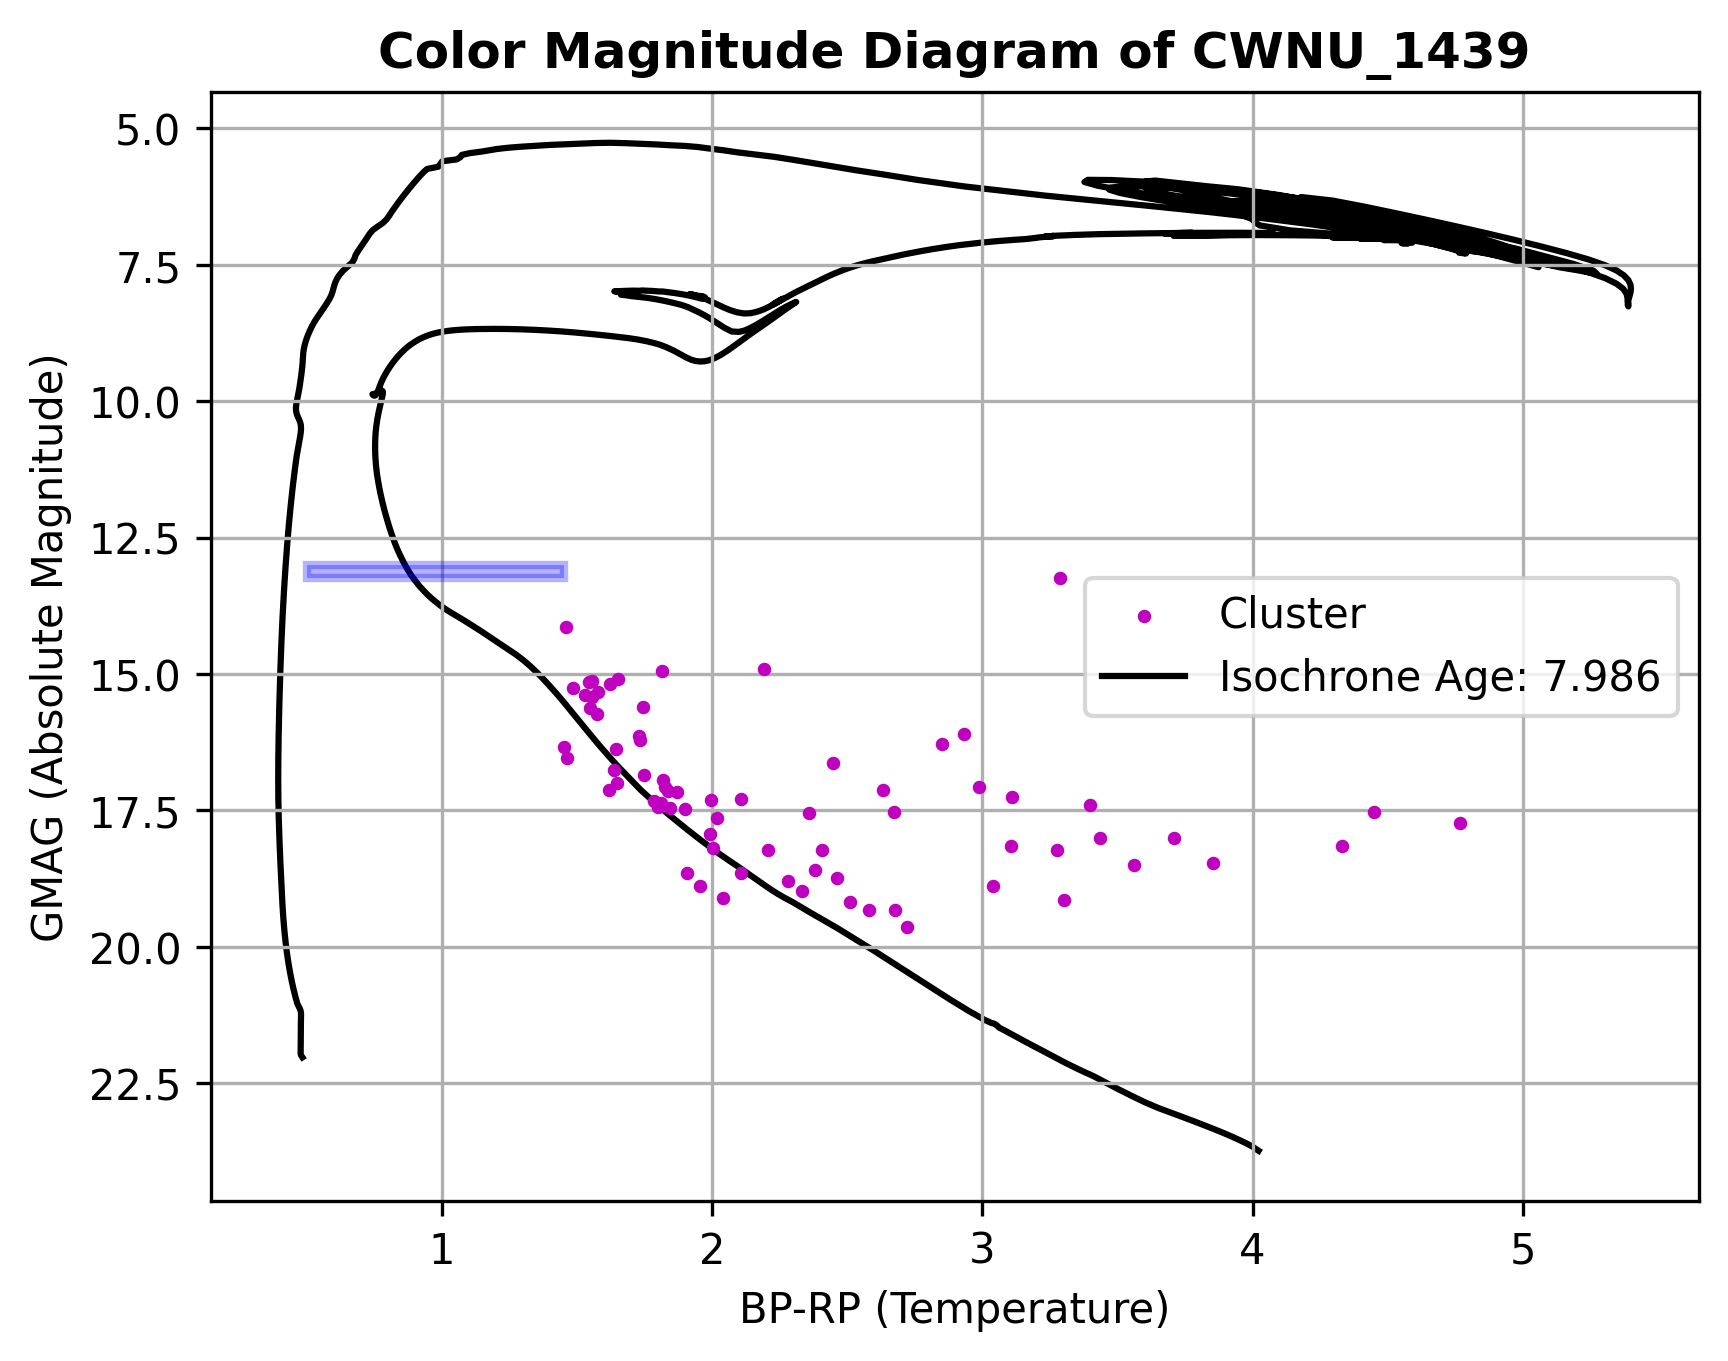 Color Magnitude Diagram of CWNU_1439
GMAG (Absolute Magnitude)
5.0
7.5
10.0
12.5
15.0
17.5
20.0
22.5
Cluster
Isochrone Age: 7.986
1 2 3 4 5
BP-RP (Temperature)